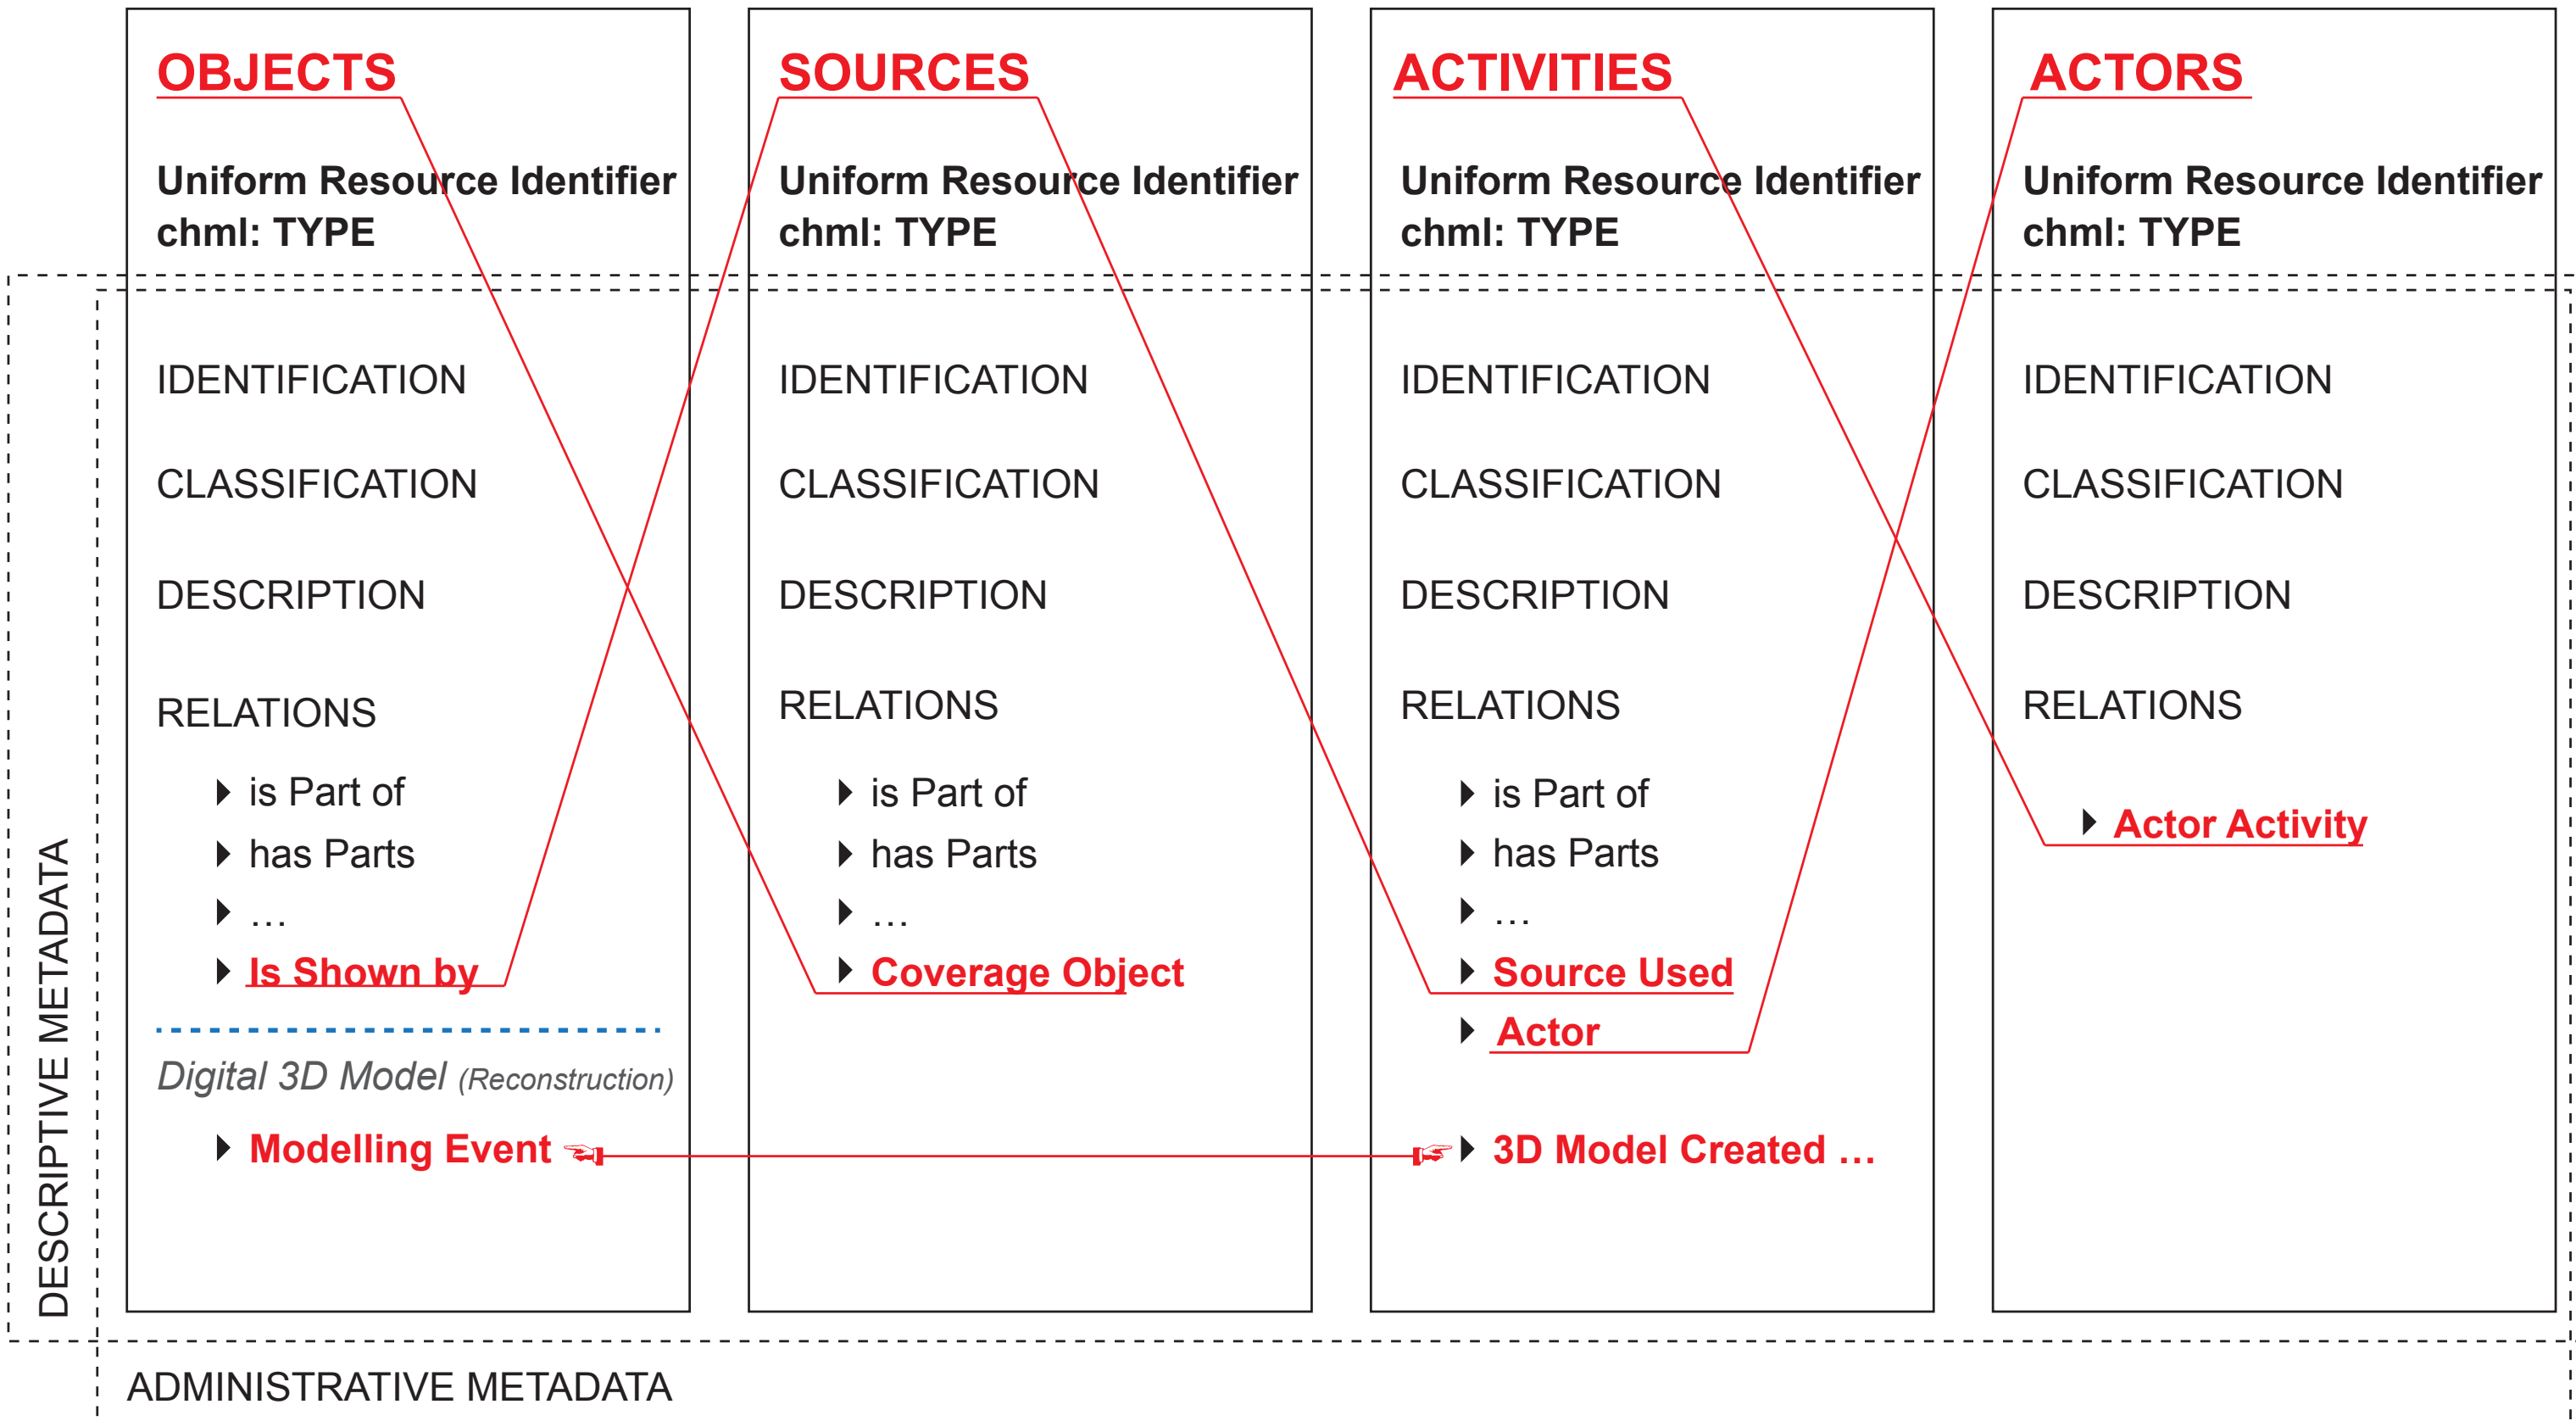 OBJECTS
Uniform Resource Identifier
chml: TYPE
IDENTIFICATION
CLASSIFICATION
DESCRIPTION
RELATIONS
is Part of
has Parts
…
Is Shown by
Digital 3D Model (Reconstruction)
Modelling Event
SOURCES
Uniform Resource Identifier
chml: TYPE
IDENTIFICATION
CLASSIFICATION
DESCRIPTION
RELATIONS
is Part of
has Parts
…
Coverage Object
ACTIVITIES
Uniform Resource Identifier
chml: TYPE
IDENTIFICATION
CLASSIFICATION
DESCRIPTION
RELATIONS
is Part of
has Parts
…
Source Used
Actor
3D Model Created …
ACTORS
Uniform Resource Identifier
chml: TYPE
IDENTIFICATION
CLASSIFICATION
DESCRIPTION
RELATIONS
Actor Activity
DESCRIPTIVE METADATA
ADMINISTRATIVE METADATA